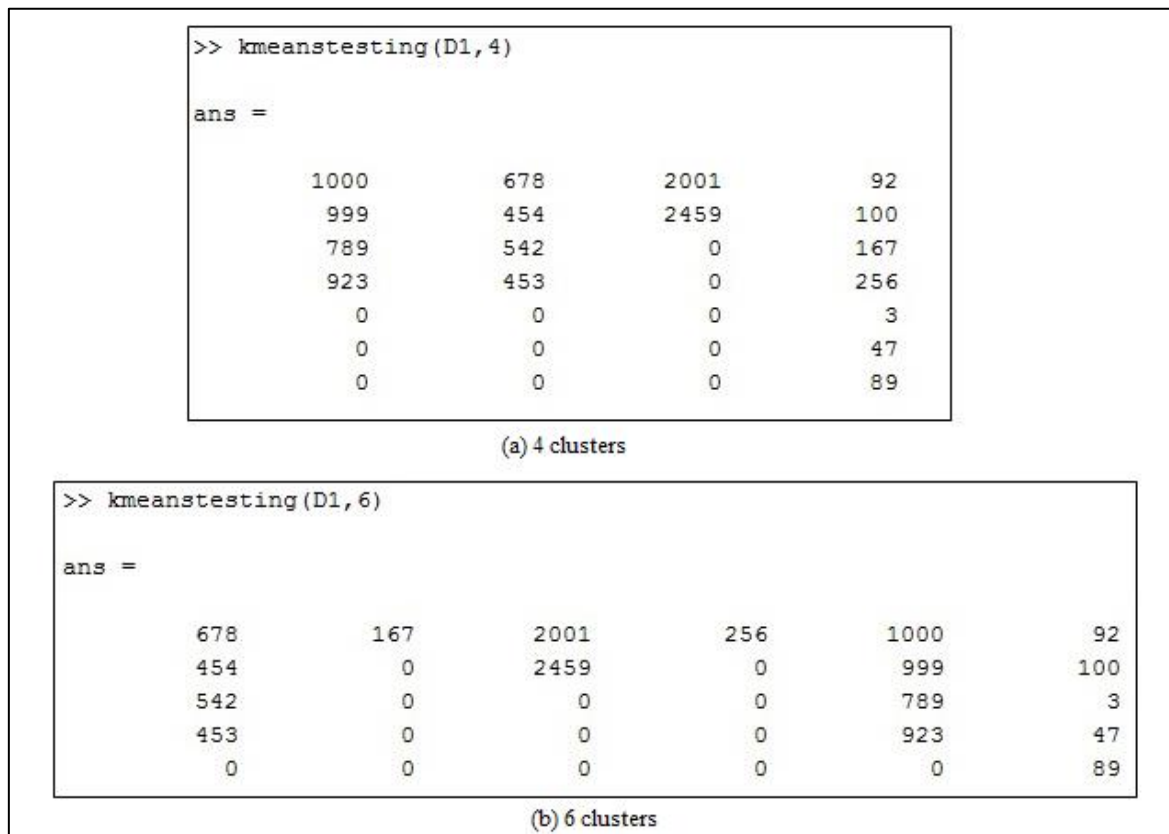 >> kmeanstesting(D1,4)
ans =
1000 678 2001 92
999 454 2459 100
789 542 0 167
923 453 0 256
0 0 0 3
0 0 0 47
0 0 0 89
(a) 4 clusters
>> kmeanstesting(D1,6)
ans =
678 167 2001 256 1000 92
454 0 2459 0 999 100
542 0 0 0 789 3
453 0 0 0 923 47
0 0 0 0 0 89
(b) 6 clusters